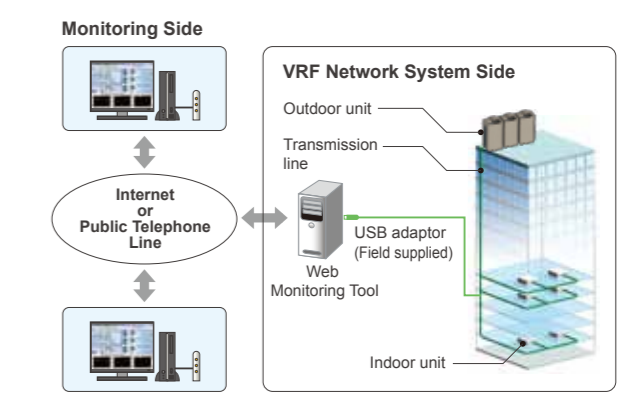 Monitoring Side
Internet
or
Public Telephone
Line
VRF Network System Side
Outdoor unit
Transmission
line
USB adaptor
(Field supplied)
Web
Monitoring Tool
Indoor unit